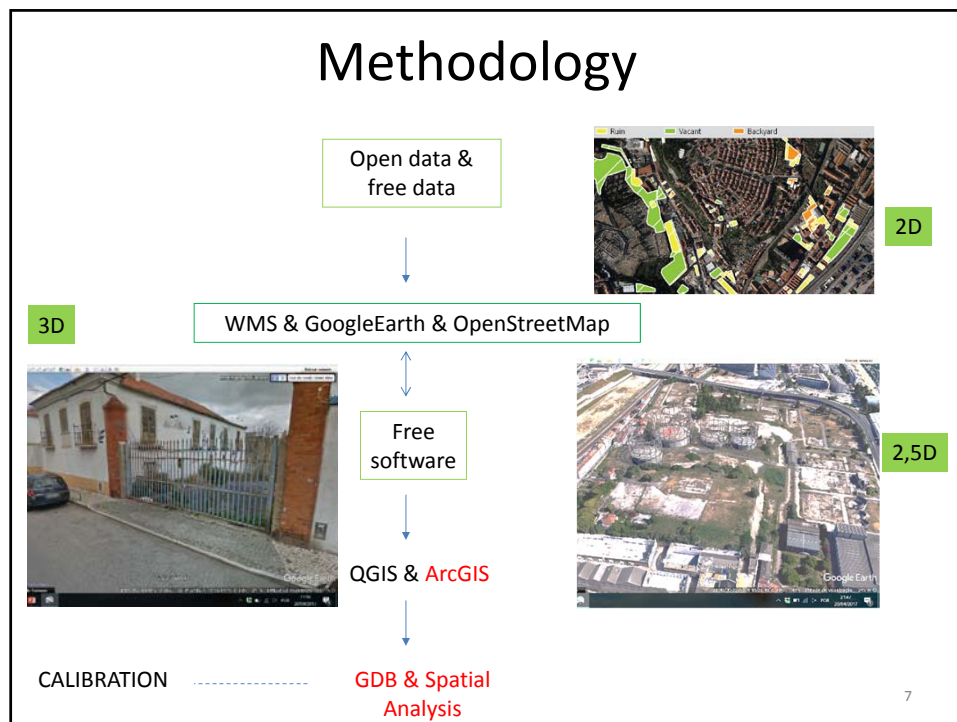 Methodology
Ruin Vacant Backyard
Open data &
free data
2D
WMS & GoogleEarth & OpenStreetMap
3D
Free
software
2,5D
Google Earth
Google Earth
QGIS & ArcGIS
CALIBRATION
GDB & Spatial
Analysis
7